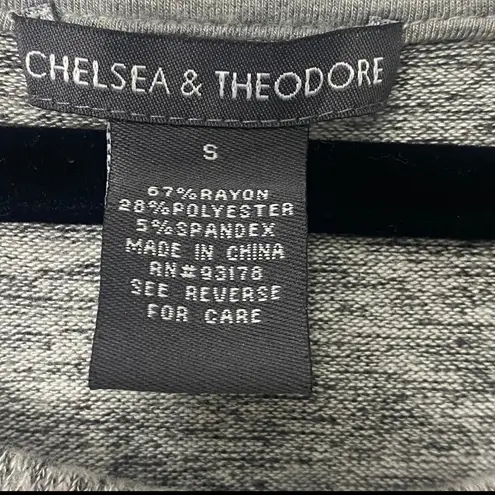 CHELSEA & THEODORE
S
67%RAYON
28%POLYESTER
5%SPANDEX
MADE IN CHINA
RN#93178
SEE REVERSE
FOR CARE